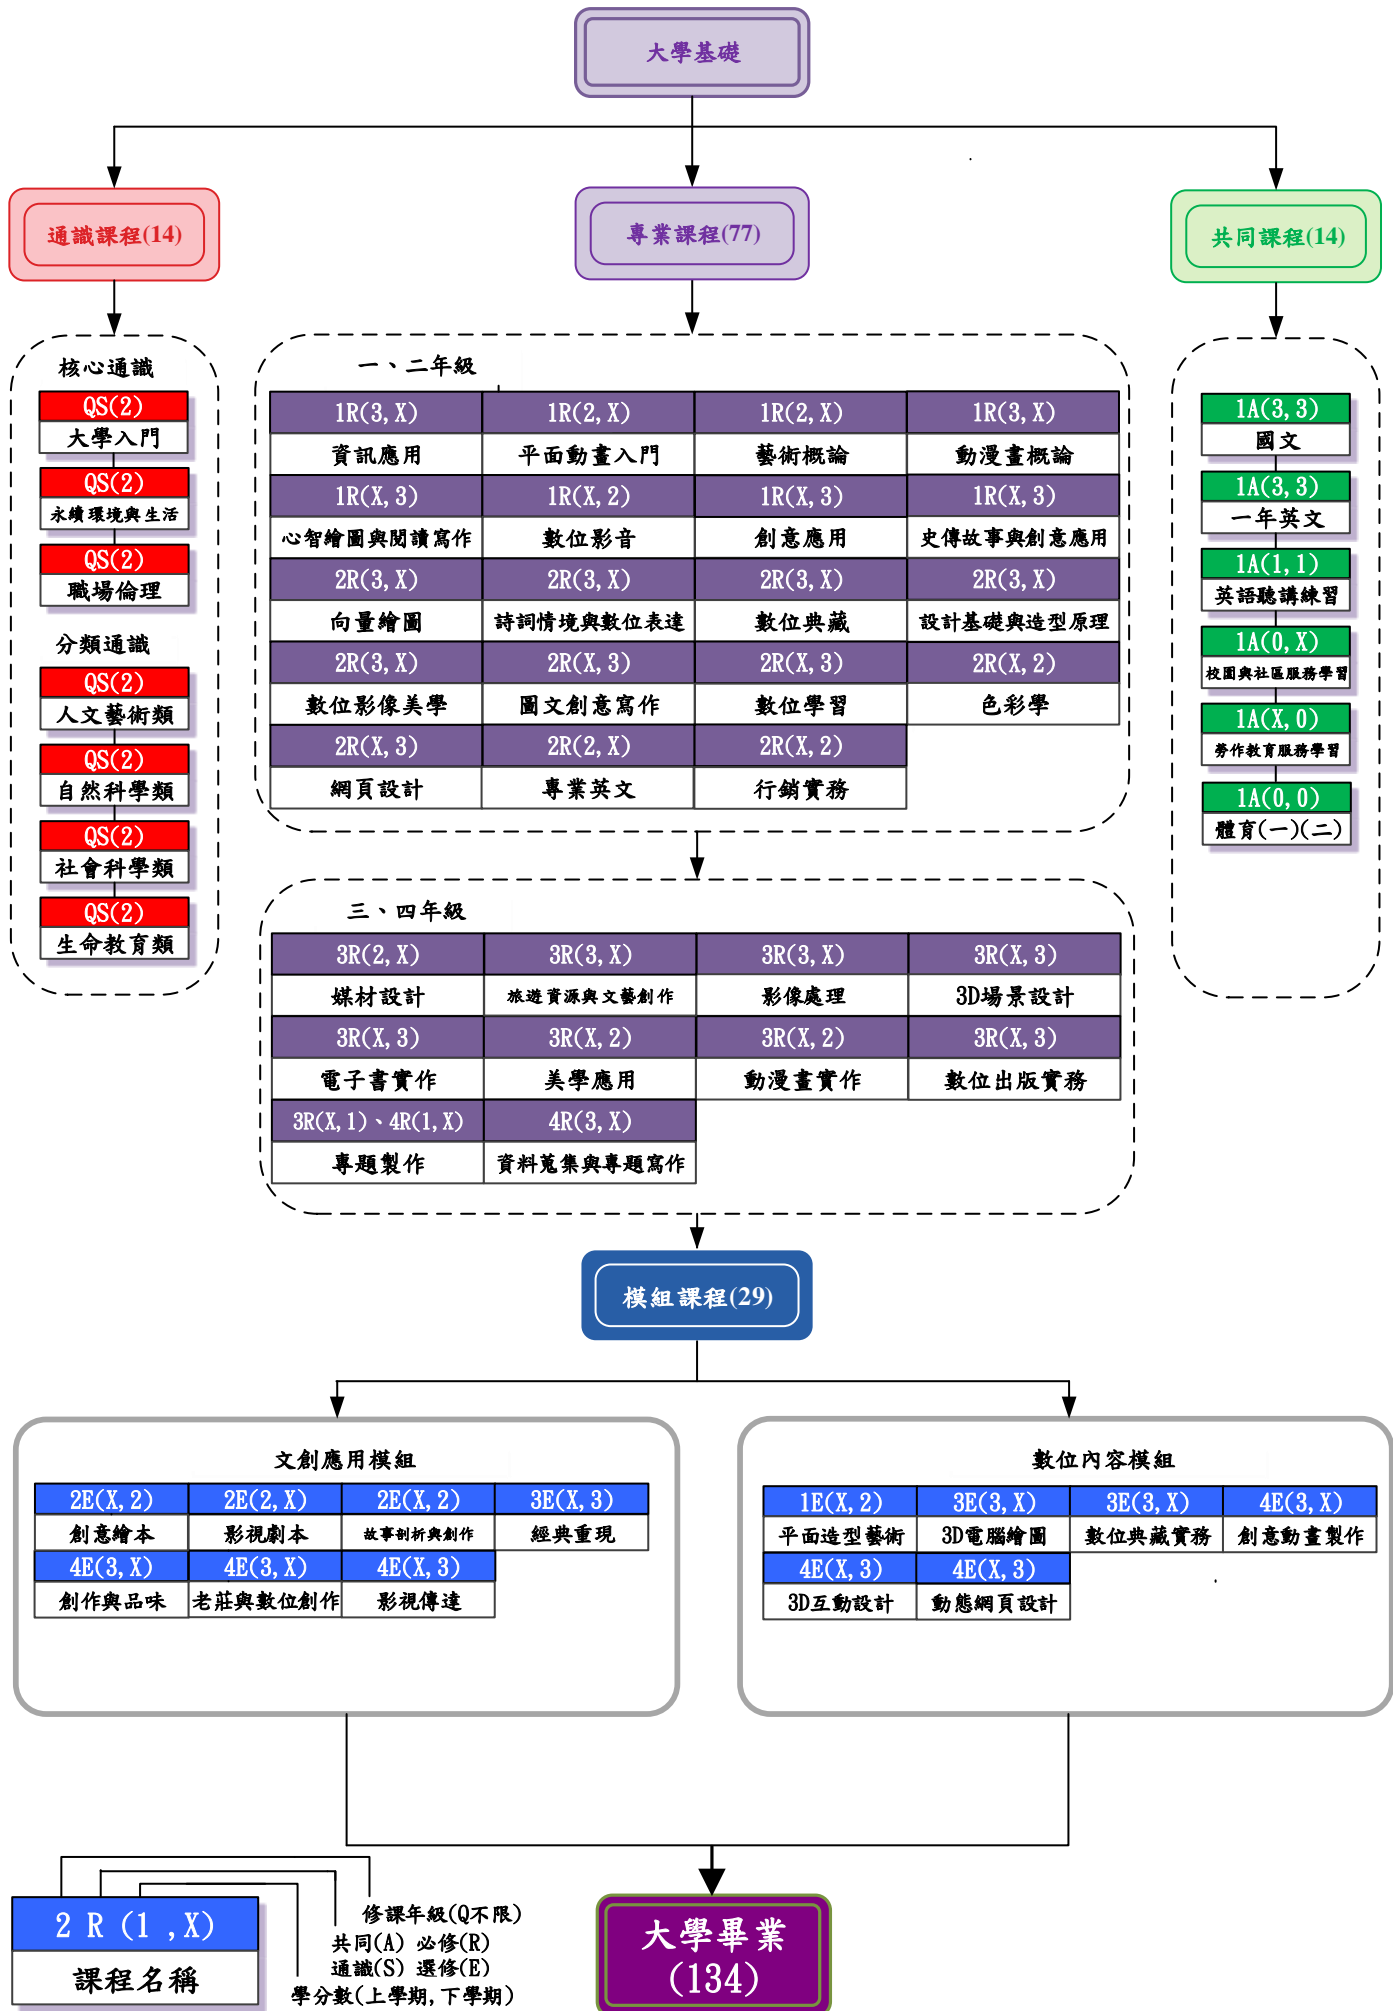 大學基礎
通識課程(14)
專業課程(77)
共同課程(14)
核心通識
QS(2)
大學入門
QS(2)
永續環境與生活
QS(2)
職場倫理
分類通識
QS(2)
人文藝術類
QS(2)
自然科學類
QS(2)
社會科學類
QS(2)
生命教育類
一、二年級
1R(3,X) 1R(2,X) 1R(2,X) 1R(3,X)
資訊應用 平面動畫入門 藝術概論 動漫畫概論
1R(X,3) 1R(X,2) 1R(X,3) 1R(X,3)
心智繪圖與閱讀寫作 數位影音 創意應用 史傳故事與創意應用
2R(3,X) 2R(3,X) 2R(3,X) 2R(3,X)
向量繪圖 詩詞情境與數位表達 數位典藏 設計基礎與造型原理
2R(3,X) 2R(X,3) 2R(X,3) 2R(X,2)
數位影像美學 圖文創意寫作 數位學習 色彩學
2R(X,3) 2R(2,X) 2R(X,2)
網頁設計 專業英文 行銷實務
1A(3,3)
國文
1A(3,3)
一年英文
1A(1,1)
英語聽講練習
1A(0,X)
校園與社區服務學習
1A(X,0)
勞作教育服務學習
1A(0,0)
體育(一)(二)
三、四年級
3R(2,X) 3R(3,X) 3R(3,X) 3R(X,3)
媒材設計 旅遊資源與文藝創作 影像處理 3D場景設計
3R(X,3) 3R(X,2) 3R(X,2) 3R(X,3)
電子書實作 美學應用 動漫畫實作 數位出版實務
3R(X,1)、4R(1,X) 4R(3,X)
專題製作 資料蒐集與專題寫作
模組課程(29)
文創應用模組
2E(X,2) 2E(2,X) 2E(X,2) 3E(X,3)
創意繪本 影視劇本 故事剖析與創作 經典重現
4E(3,X) 4E(3,X) 4E(X,3)
創作與品味 老莊與數位創作 影視傳達
數位內容模組
1E(X,2) 3E(3,X) 3E(3,X) 4E(3,X)
平面造型藝術 3D電腦繪圖 數位典藏實務 創意動畫製作
4E(X,3) 4E(X,3)
3D互動設計 動態網頁設計
2 R (1 ,X)
課程名稱
修課年級(Q不限)
共同(A) 必修(R)
通識(S) 選修(E)
學分數(上學期,下學期)
大學畢業
(134)